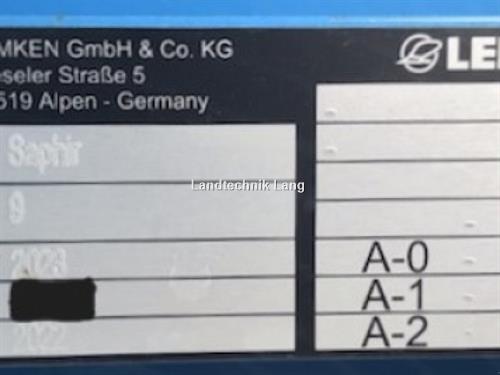 MKEN GmbH & Co. KG
eseler Straße 5
519 Alpen - Germany
LE
Saphir
Landtechnik Lang
9
2023
A-0
A-1
2022
A-2